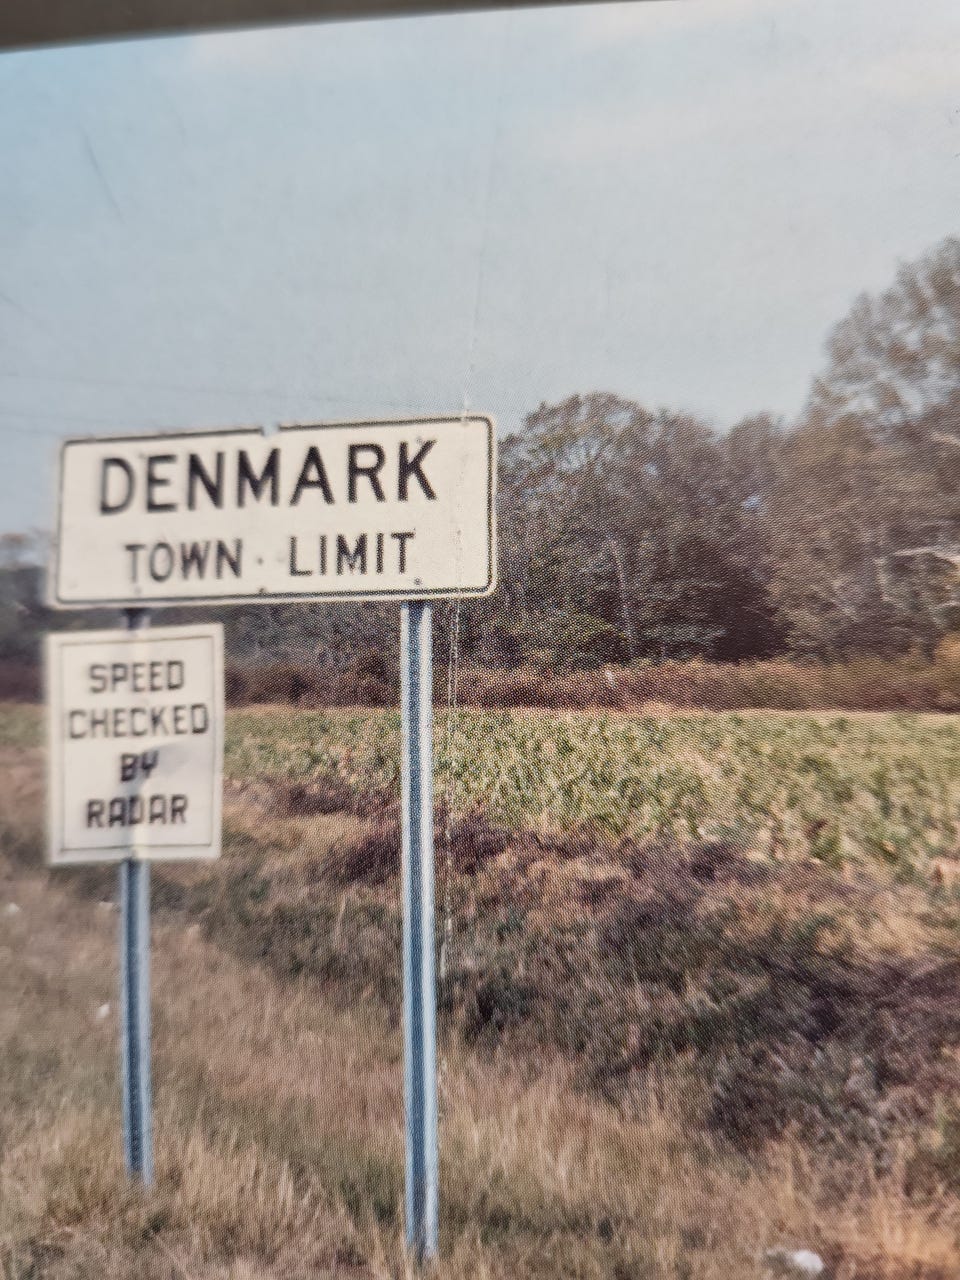 DENMARK
TOWN LIMIT
SPEED
CHECKED
BY
RADAR